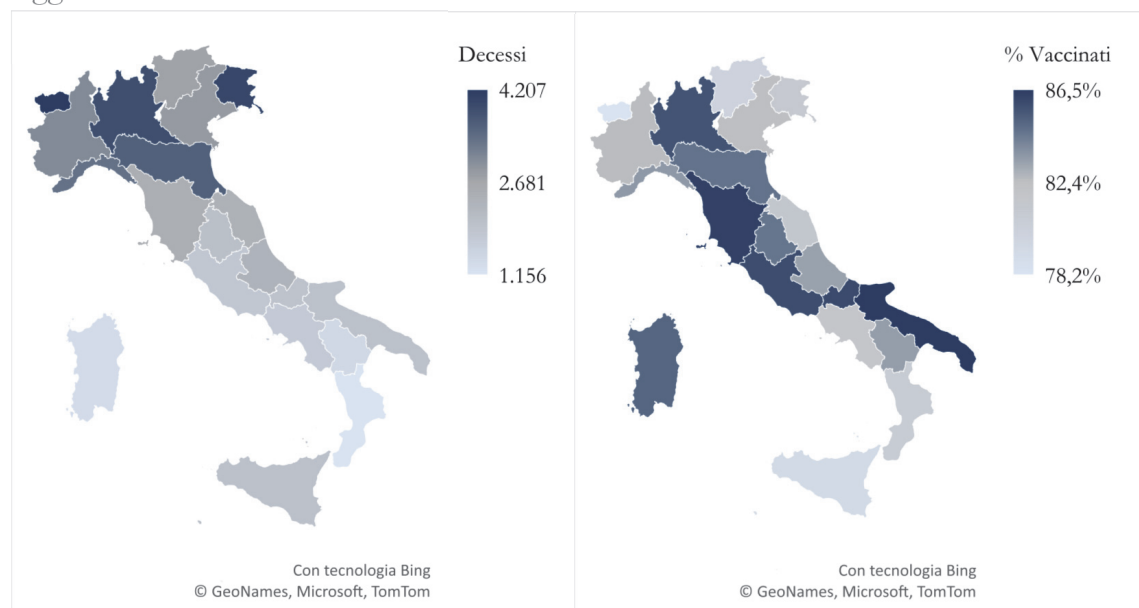 Decessi
4.207
2.681
1.156
Con tecnologia Bing
© GeoNames, Microsoft, TomTom
% Vaccinati
86,5%
82,4%
78,2%
Con tecnologia Bing
© GeoNames, Microsoft, TomTom